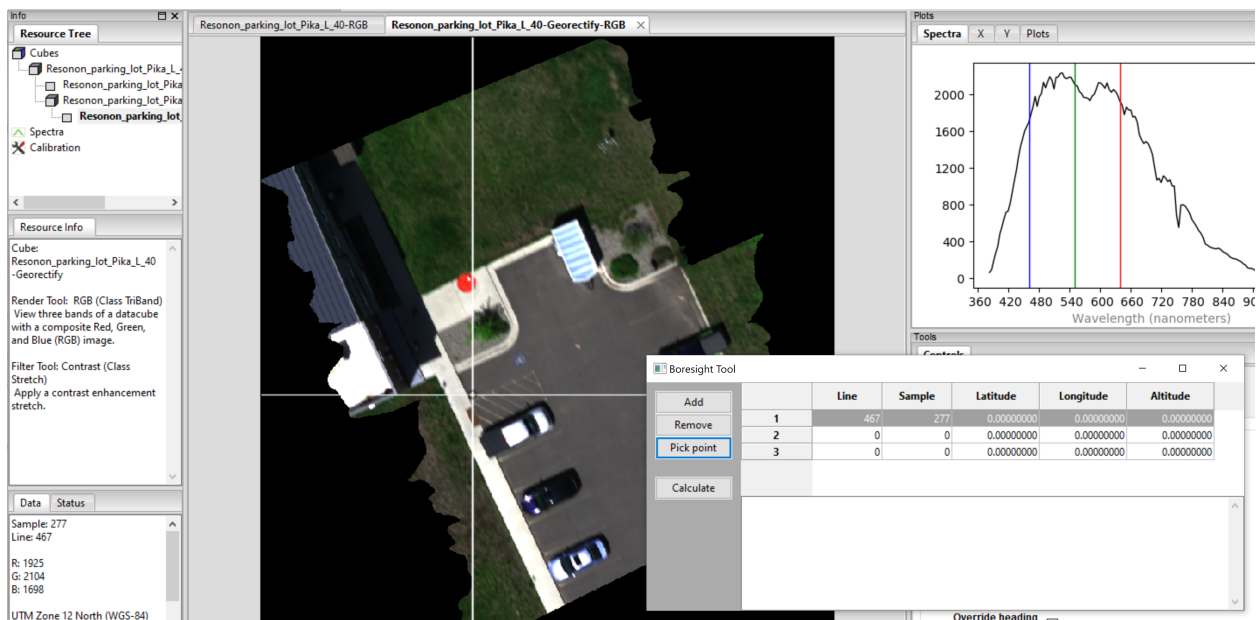 Info
Resource Tree
Cubes
Resonon_parking_lot_Pika_L_
Resonon_parking_lot_Pika
Resonon_parking_lot_Pika
Resonon_parking_lot_
Spectra
Calibration
Resource Info
Cube:
Resonon_parking_lot_Pika_L_40
-Georectify
Render Tool: RGB (Class TriBand)
View three bands of a datacube
with a composite Red, Green,
and Blue (RGB) image.
Filter Tool: Contrast (Class
Stretch)
Apply a contrast enhancement
stretch.
Data Status
Sample: 277
Line: 467
R: 1925
G: 2104
B: 1698
UTM Zone 12 North (WGS-84)
Resonon_parking_lot_Pika_L_40-RGB Resonon_parking_lot_Pika_L_40-Georectify-RGB
Plots
Spectra X Y Plots
2000
1600
1200
800
400
0
360 420 480 540 600 660 720 780 840 90
Wavelength (nanometers)
Tools
Controls
Boresight Tool
Add
Remove
Pick point
Calculate
Line Sample Latitude Longitude Altitude
1 467 277 0.00000000 0.00000000 0.00000000
2 0 0 0.00000000 0.00000000 0.00000000
3 0 0 0.00000000 0.00000000 0.00000000
Override heading